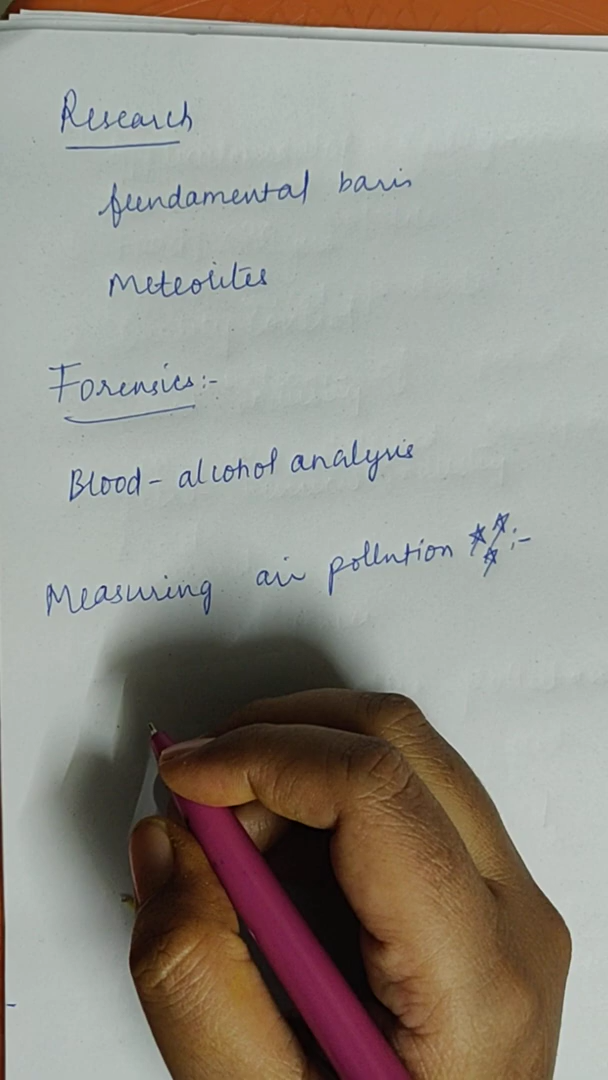 Research
fundamental basis
Meteorites
Forensics:-
Blood - alcohol analysis
Measuring air pollution ☆☆☆:-